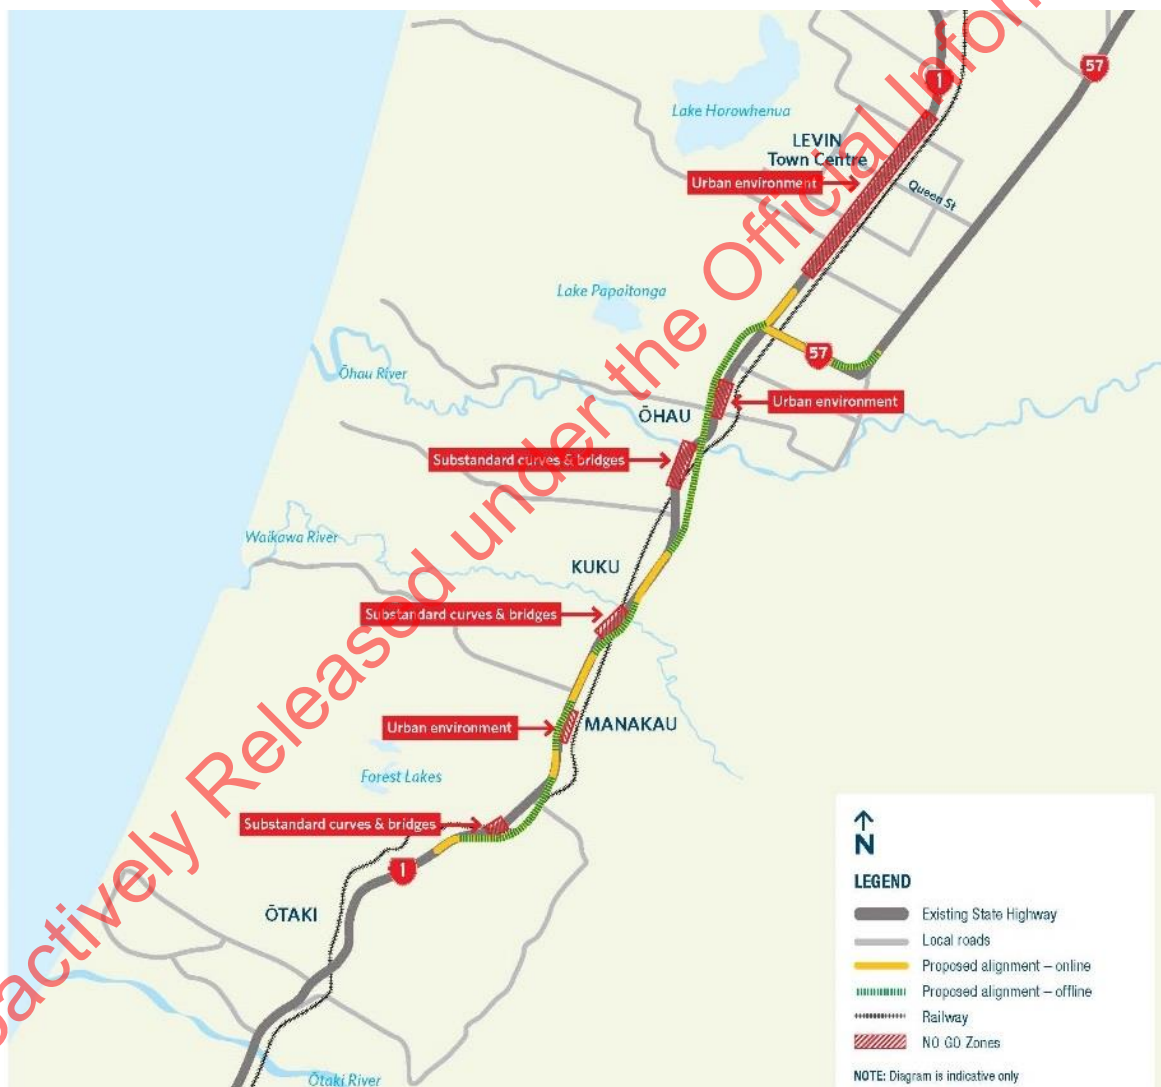 57
1
Lake Horowhenua
LEVIN
Town Centre
Urban environment
Queen St
Lake Papaitonga
57
Ōhau River
Urban environment
ŌHAU
Substandard curves & bridges
Waikawa River
KUKU
Substandard curves & bridges
Urban environment
MANAKAU
Forest Lakes
Substandard curves & bridges
1
ŌTAKI
Ōtaki River
N
LEGEND
Existing State Highway
Local roads
Proposed alignment – online
Proposed alignment – offline
Railway
NO GO Zones
NOTE: Diagram is indicative only
actively Released under the Official Infor